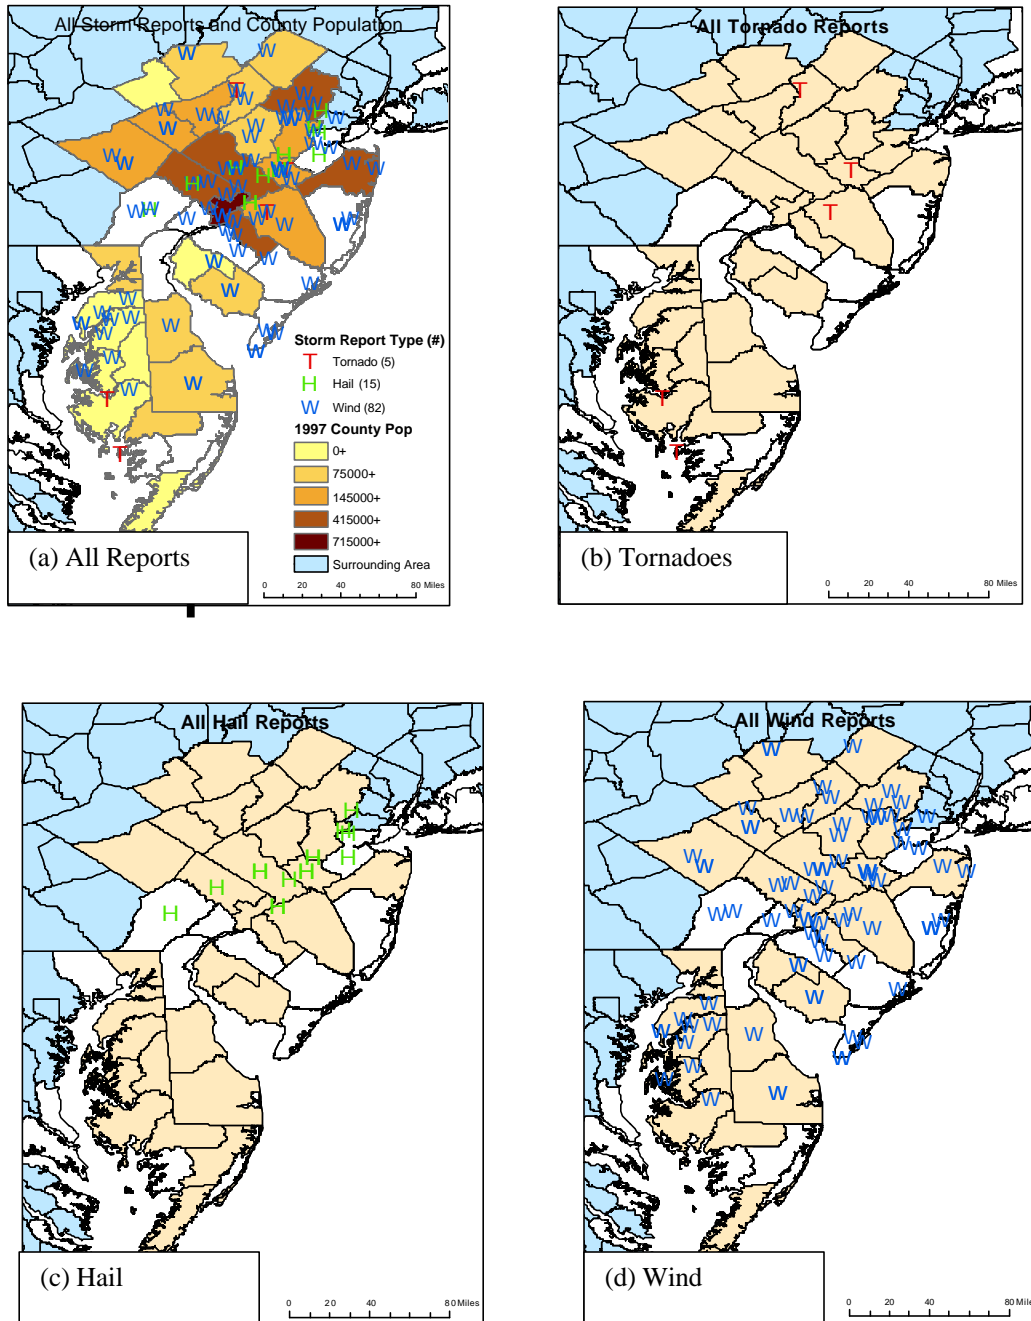 All Storm Reports and County Population
Storm Report Type (#)
T Tornado (5)
H Hail (15)
W Wind (82)
1997 County Pop
0+
75000+
145000+
415000+
715000+
Surrounding Area
0 20 40 80 Miles
(a) All Reports
All Tornado Reports
0 20 40 80 Miles
(b) Tornadoes
All Hail Reports
0 20 40 80 Miles
(c) Hail
All Wind Reports
0 20 40 80 Miles
(d) Wind